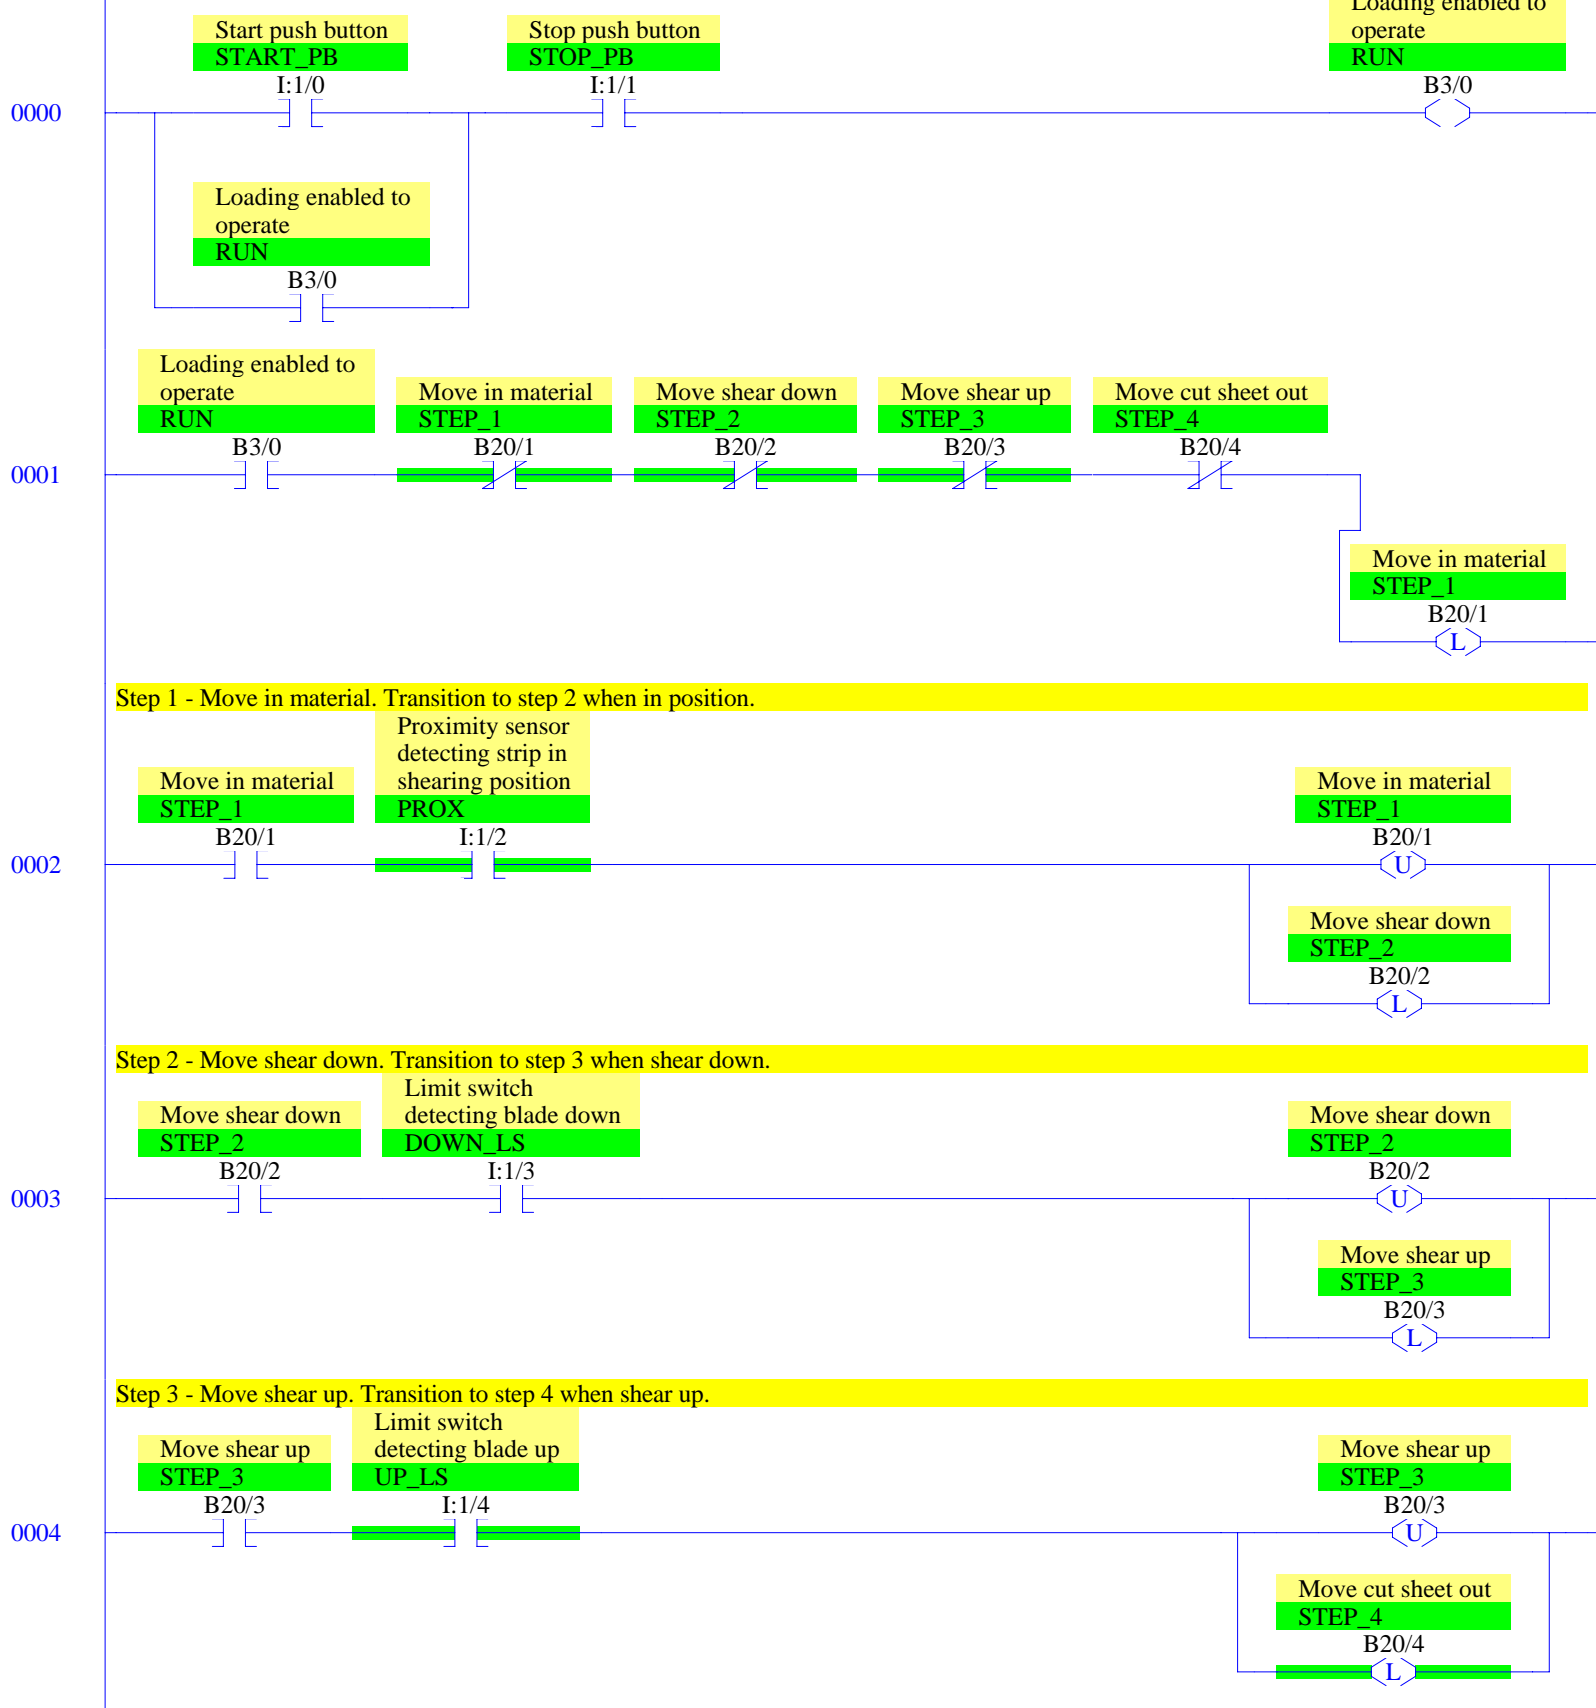 Loading enabled to
Start push button
Stop push button
operate
START_PB
STOP_PB
RUN
I:1/0
I:1/1
B3/0
0000
Loading enabled to
operate
RUN
B3/0
Loading enabled to
operate
Move in material
Move shear down
Move shear up
Move cut sheet out
RUN
STEP_1
STEP_2
STEP_3
STEP_4
B3/0
B20/1
B20/2
B20/3
B20/4
0001
Move in material
STEP_1
B20/1
L
Step 1 - Move in material. Transition to step 2 when in position.
Proximity sensor
detecting strip in
Move in material
shearing position
Move in material
STEP_1
PROX
STEP_1
B20/1
I:1/2
B20/1
0002
U
Move shear down
STEP_2
B20/2
L
Step 2 - Move shear down. Transition to step 3 when shear down.
Limit switch
Move shear down
detecting blade down
Move shear down
STEP_2
DOWN_LS
STEP_2
B20/2
I:1/3
B20/2
0003
U
Move shear up
STEP_3
B20/3
L
Step 3 - Move shear up. Transition to step 4 when shear up.
Limit switch
Move shear up
detecting blade up
Move shear up
STEP_3
UP_LS
STEP_3
B20/3
I:1/4
B20/3
0004
U
Move cut sheet out
STEP_4
B20/4
L